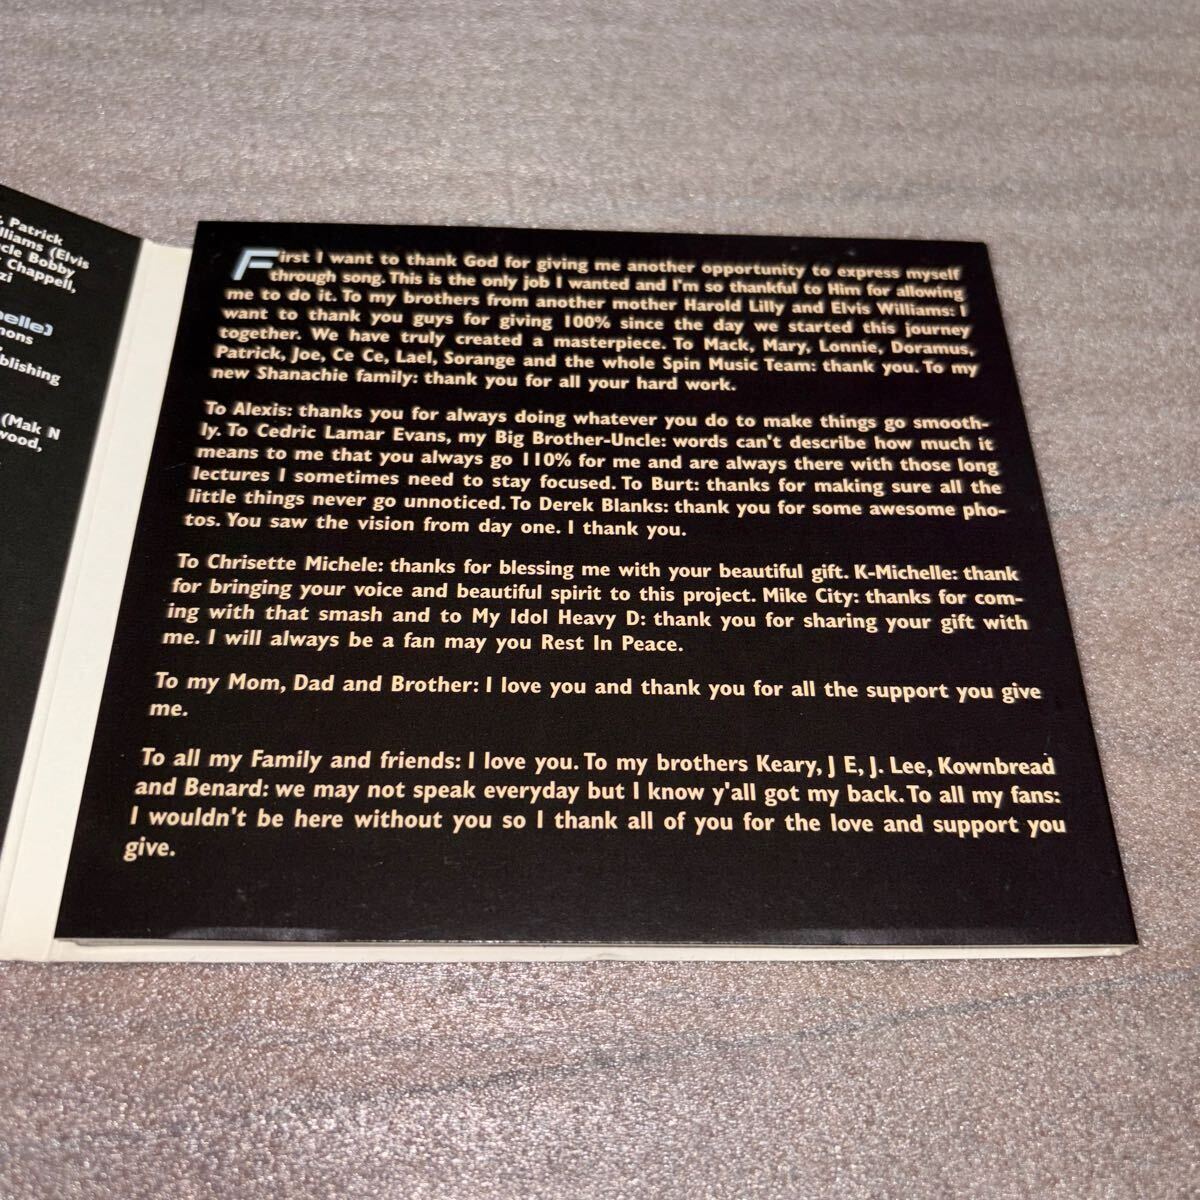 , Patrick
lliams (Elvis
cle Bobby
Chappell,
zi
elle)
mons
blishing
(Mak N
wood,
First I want to thank God for giving me another opportunity to express myself
through song. This is the only job I wanted and I'm so thankful to Him for allowing
me to do it. To my brothers from another mother Harold Lilly and Elvis Williams: I
want to thank you guys for giving 100% since the day we started this journey
together. We have truly created a masterpiece. To Mack, Mary, Lonnie, Doramus,
Patrick, Joe, Ce Ce, Lael, Sorange and the whole Spin Music Team: thank you. To my
new Shanachie family: thank you for all your hard work.
To Alexis: thanks you for always doing whatever you do to make things go smooth-
ly. To Cedric Lamar Evans, my Big Brother-Uncle: words can't describe how much it
means to me that you always go 110% for me and are always there with those long
lectures I sometimes need to stay focused. To Burt: thanks for making sure all the
little things never go unnoticed. To Derek Blanks: thank you for some awesome pho-
tos. You saw the vision from day one. I thank you.
To Chrisette Michele: thanks for blessing me with your beautiful gift. K-Michelle: thank
for bringing your voice and beautiful spirit to this project. Mike City: thanks for com-
ing with that smash and to My Idol Heavy D: thank you for sharing your gift with
me. I will always be a fan may you Rest In Peace.
To my Mom, Dad and Brother: I love you and thank you for all the support you give
me.
To all my Family and friends: I love you. To my brothers Keary, J E, J. Lee, Kownbread
and Benard: we may not speak everyday but I know y'all got my back. To all my fans:
I wouldn't be here without you so I thank all of you for the love and support you
give.